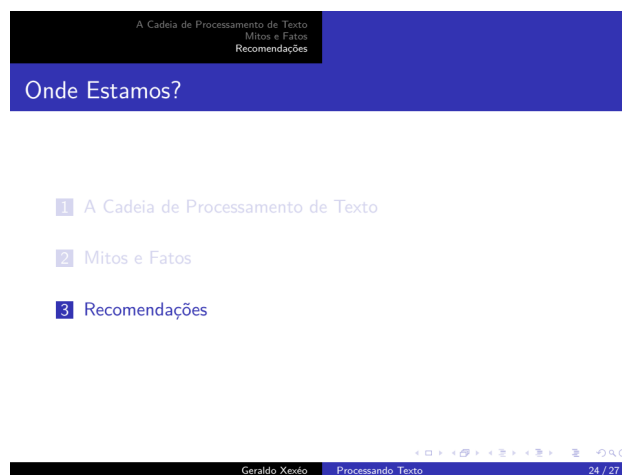 A Cadeia de Processamento de Texto
Mitos e Fatos
Recomendações
Onde Estamos?
1 A Cadeia de Processamento de Texto
2 Mitos e Fatos
3 Recomendações
Geraldo Xexéo Processando Texto 24 / 27